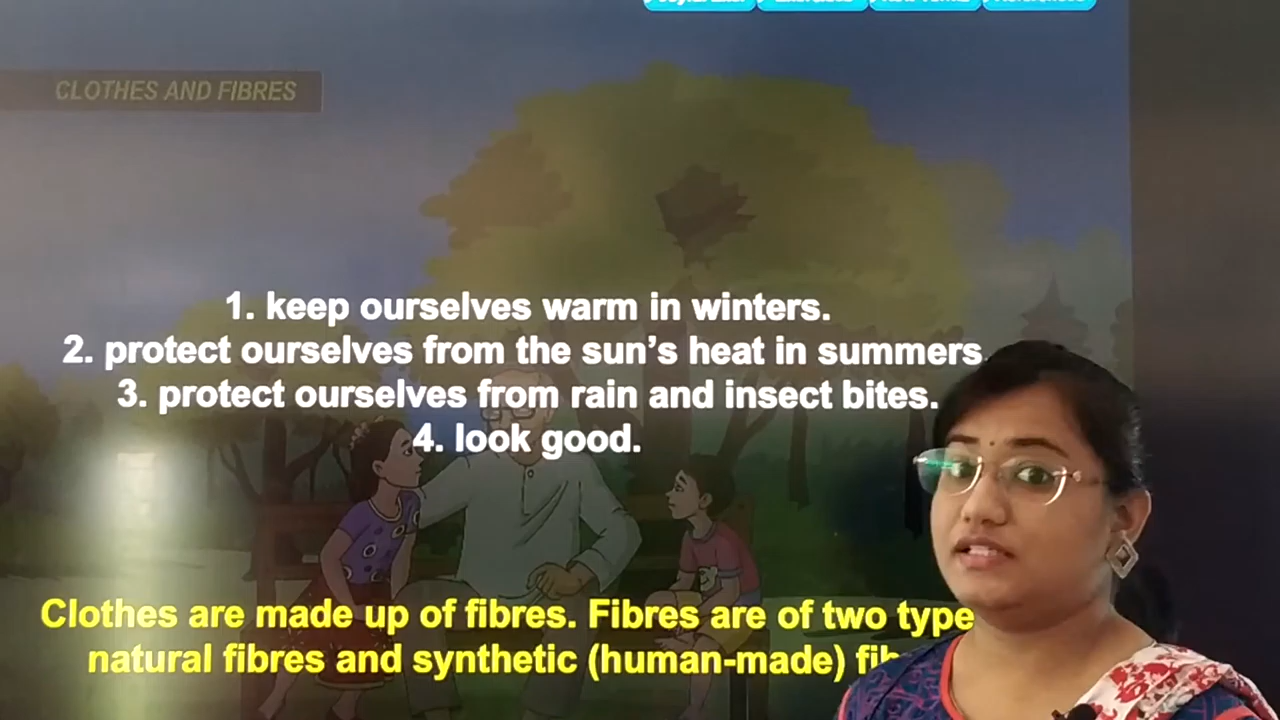 CLOTHES AND FIBRES
1. keep ourselves warm in winters.
2. protect ourselves from the sun's heat in summers
3. protect ourselves from rain and insect bites.
4. look good.
Clothes are made up of fibres. Fibres are of two type
natural fibres and synthetic (human-made)